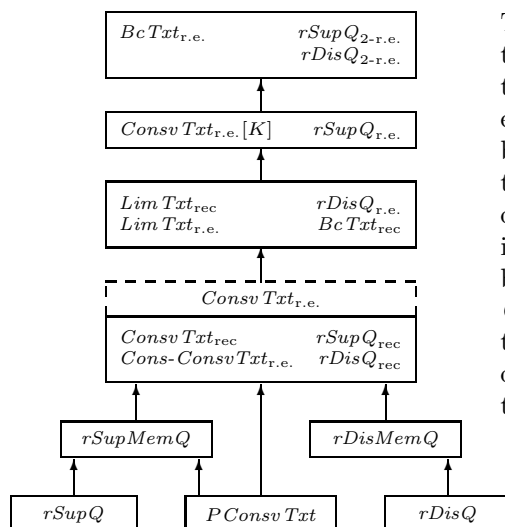 BcTxt_r.e. rSupQ_2-r.e.
rDisQ_2-r.e.
ConsvTxt_r.e.[K] rSupQ_r.e.
LimTxt_rec rDisQ_r.e.
LimTxt_r.e. BcTxt_rec
ConsvTxt_r.e.
ConsvTxt_rec rSupQ_rec
Cons-ConsvTxt_r.e. rDisQ_rec
rSupMemQ rDisMemQ
rSupQ PConsvTxt rDisQ